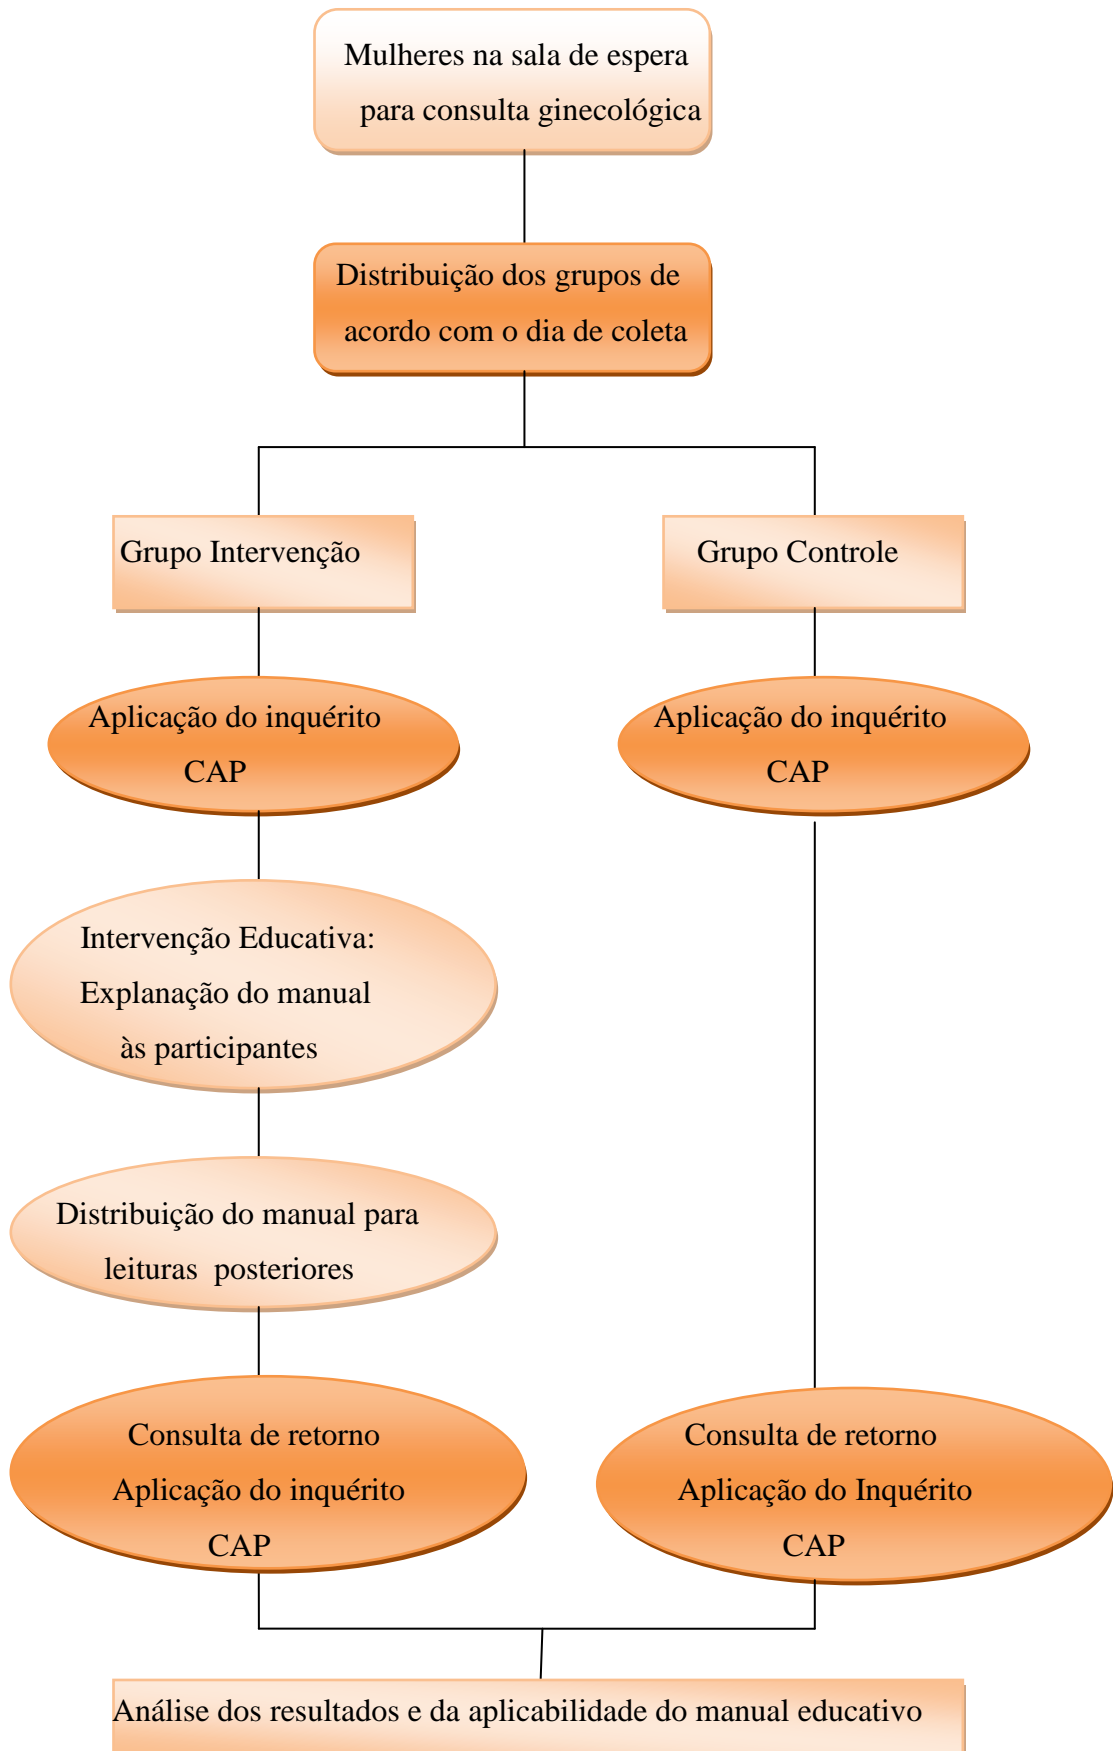 Mulheres na sala de espera
para consulta ginecológica
Distribuição dos grupos de
acordo com o dia de coleta
Grupo Intervenção
Grupo Controle
Aplicação do inquérito
CAP
Aplicação do inquérito
CAP
Intervenção Educativa:
Explanação do manual
às participantes
Distribuição do manual para
leituras posteriores
Consulta de retorno
Aplicação do inquérito
CAP
Consulta de retorno
Aplicação do Inquérito
CAP
Análise dos resultados e da aplicabilidade do manual educativo